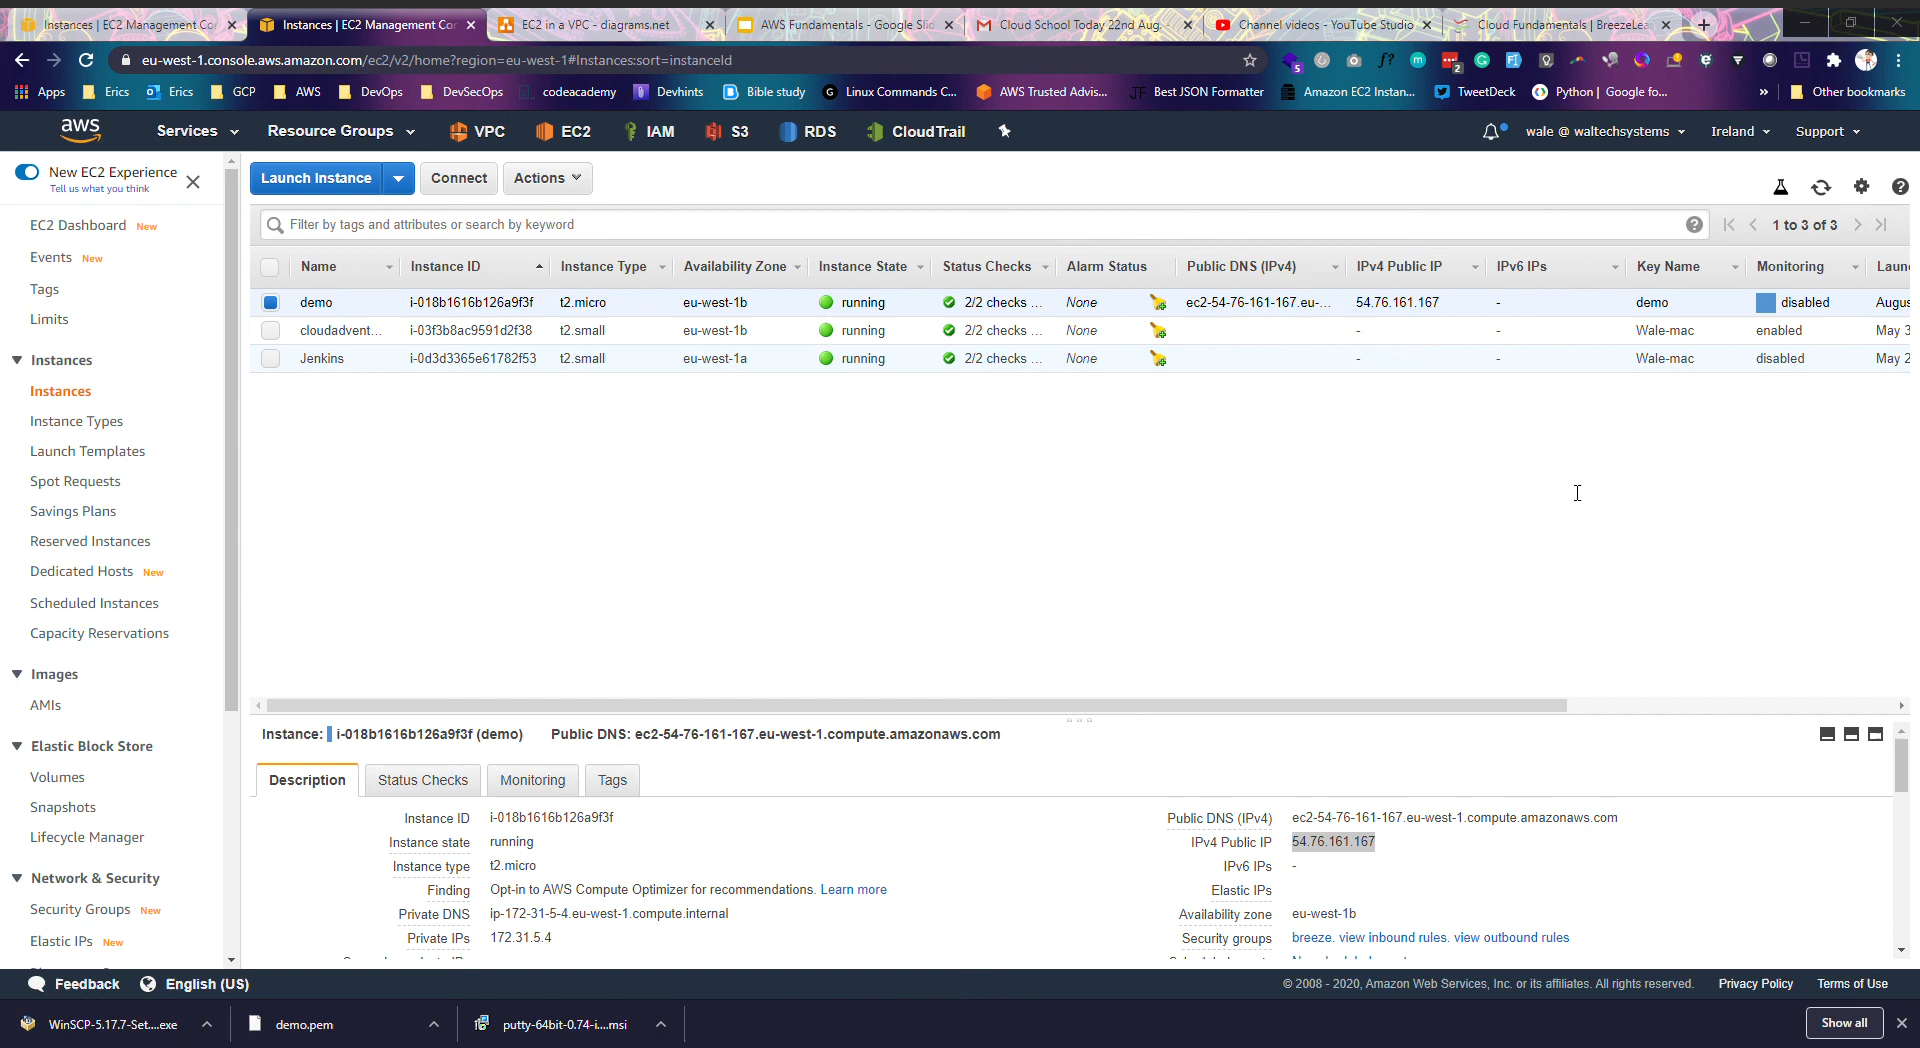 Instances | EC2 Management Cor
Instances | EC2 Management Cor
EC2 in a VPC - diagrams.net
AWS Fundamentals - Google Slid
Cloud School Today 22nd Aug. -
Channel videos - YouTube Studio
Cloud Fundamentals | BreezeLea
eu-west-1.console.aws.amazon.com/ec2/v2/home?region=eu-west-1#Instances:sort=instanceId
Apps Erics Erics GCP AWS DevOps DevSecOps codeacademy Devhints Bible study Linux Commands C... AWS Trusted Advis... Best JSON Formatter Amazon EC2 Instan... TweetDeck Python | Google fo... » Other bookmarks
aws Services Resource Groups VPC EC2 IAM S3 RDS CloudTrail wale @ waltechsystems Ireland Support
New EC2 Experience
Tell us what you think
EC2 Dashboard New
Events New
Tags
Limits
Instances
Instances
Instance Types
Launch Templates
Spot Requests
Savings Plans
Reserved Instances
Dedicated Hosts New
Scheduled Instances
Capacity Reservations
Images
AMIs
Elastic Block Store
Volumes
Snapshots
Lifecycle Manager
Network & Security
Security Groups New
Elastic IPs New
Launch Instance Connect Actions
Filter by tags and attributes or search by keyword
1 to 3 of 3
Name Instance ID Instance Type Availability Zone Instance State Status Checks Alarm Status Public DNS (IPv4) IPv4 Public IP IPv6 IPs Key Name Monitoring Laun
demo i-018b1616b126a9f3f t2.micro eu-west-1b running 2/2 checks ... None ec2-54-76-161-167.eu-... 54.76.161.167 - demo disabled Augus
cloudadvent... i-03f3b8ac9591d2f38 t2.small eu-west-1b running 2/2 checks ... None - - Wale-mac enabled May 3
Jenkins i-0d3d3365e61782f53 t2.small eu-west-1a running 2/2 checks ... None - - Wale-mac disabled May 2
Instance: i-018b1616b126a9f3f (demo) Public DNS: ec2-54-76-161-167.eu-west-1.compute.amazonaws.com
Description Status Checks Monitoring Tags
Instance ID i-018b1616b126a9f3f
Instance state running
Instance type t2.micro
Finding Opt-in to AWS Compute Optimizer for recommendations. Learn more
Private DNS ip-172-31-5-4.eu-west-1.compute.internal
Private IPs 172.31.5.4
Public DNS (IPv4) ec2-54-76-161-167.eu-west-1.compute.amazonaws.com
IPv4 Public IP 54.76.161.167
IPv6 IPs -
Elastic IPs
Availability zone eu-west-1b
Security groups breeze. view inbound rules. view outbound rules
Feedback English (US)
© 2008 - 2020, Amazon Web Services, Inc. or its affiliates. All rights reserved. Privacy Policy Terms of Use
WinSCP-5.17.7-Set....exe demo.pem putty-64bit-0.74-i....msi Show all